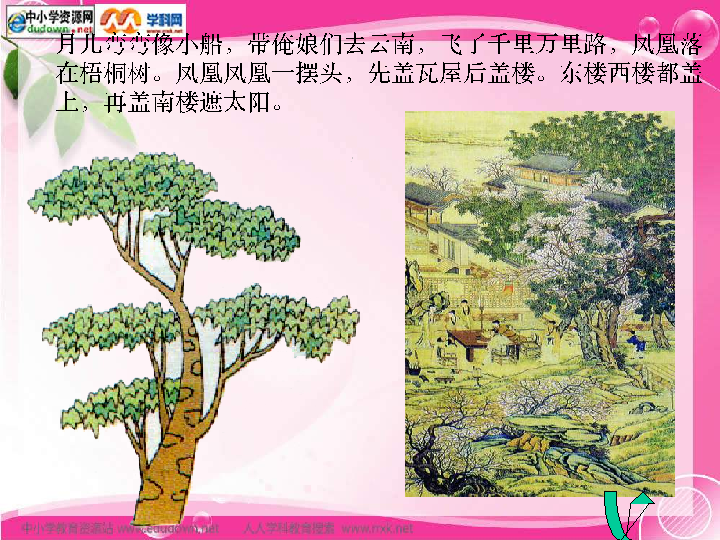 中小学资源网
www.edudown.net
学科网
月儿弯弯像小船，带俺娘们去云南，飞了千里万里路，凤凰落
在梧桐树。凤凰凤凰一摆头，先盖瓦屋后盖楼。东楼西楼都盖
上，再盖南楼遮太阳。
中小学教育资源站 www.edudown.net 人人学科教育搜索 www.rrxk.net